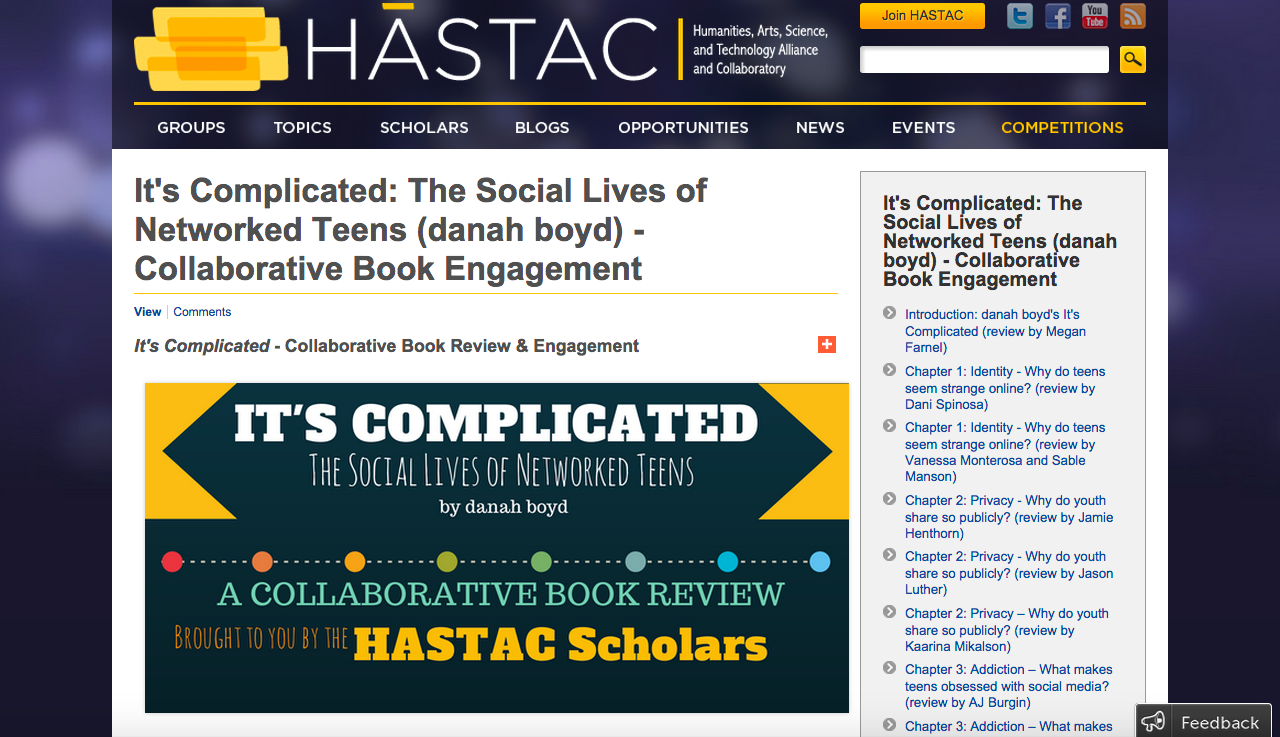 HĀSTAC
Humanities, Arts, Science,
and Technology Alliance
and Collaboratory
Join HASTAC
You
Tube
GROUPS
TOPICS
SCHOLARS
BLOGS
OPPORTUNITIES
NEWS
EVENTS
COMPETITIONS
It's Complicated: The Social Lives of
Networked Teens (danah boyd) -
Collaborative Book Engagement
View
Comments
It's Complicated - Collaborative Book Review & Engagement
IT'S COMPLICATED
THE SOCIAL LIVES OF NETWORKED TEENS
by danah boyd
A COLLABORATIVE BOOK REVIEW
BROUGHT TO YOU BY THE HASTAC Scholars
It's Complicated: The
Social Lives of
Networked Teens (danah
boyd) - Collaborative
Book Engagement
Introduction: danah boyd's It's
Complicated (review by Megan
Farnel)
Chapter 1: Identity - Why do teens
seem strange online? (review by
Dani Spinosa)
Chapter 1: Identity - Why do teens
seem strange online? (review by
Vanessa Monterosa and Sable
Manson)
Chapter 2: Privacy - Why do youth
share so publicly? (review by Jamie
Henthorn)
Chapter 2: Privacy - Why do youth
share so publicly? (review by Jason
Luther)
Chapter 2: Privacy – Why do youth
share so publicly? (review by
Kaarina Mikalson)
Chapter 3: Addiction – What makes
teens obsessed with social media?
(review by AJ Burgin)
Chapter 3: Addiction – What makes
Feedback